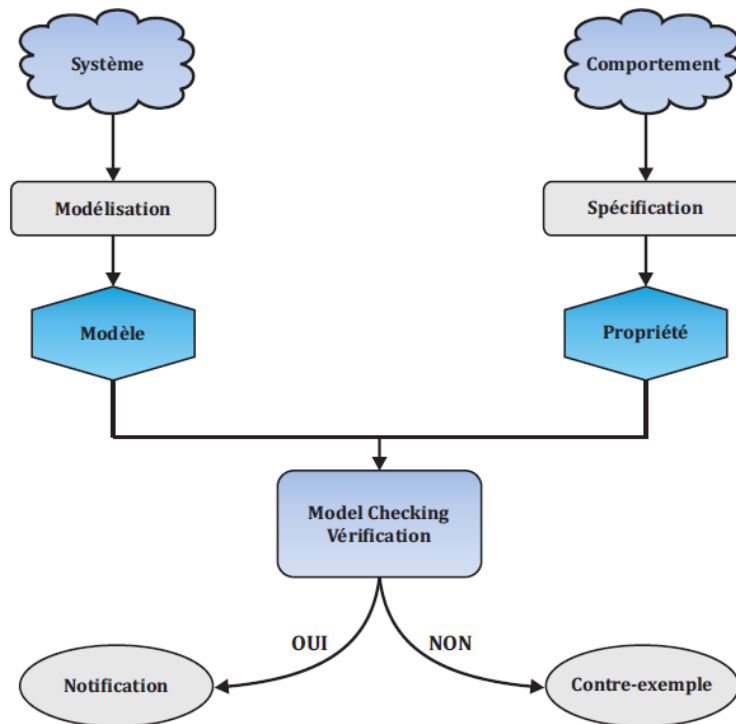 Système
Comportement
Modélisation
Spécification
Modèle
Propriété
Model Checking
Vérification
OUI
NON
Notification
Contre-exemple